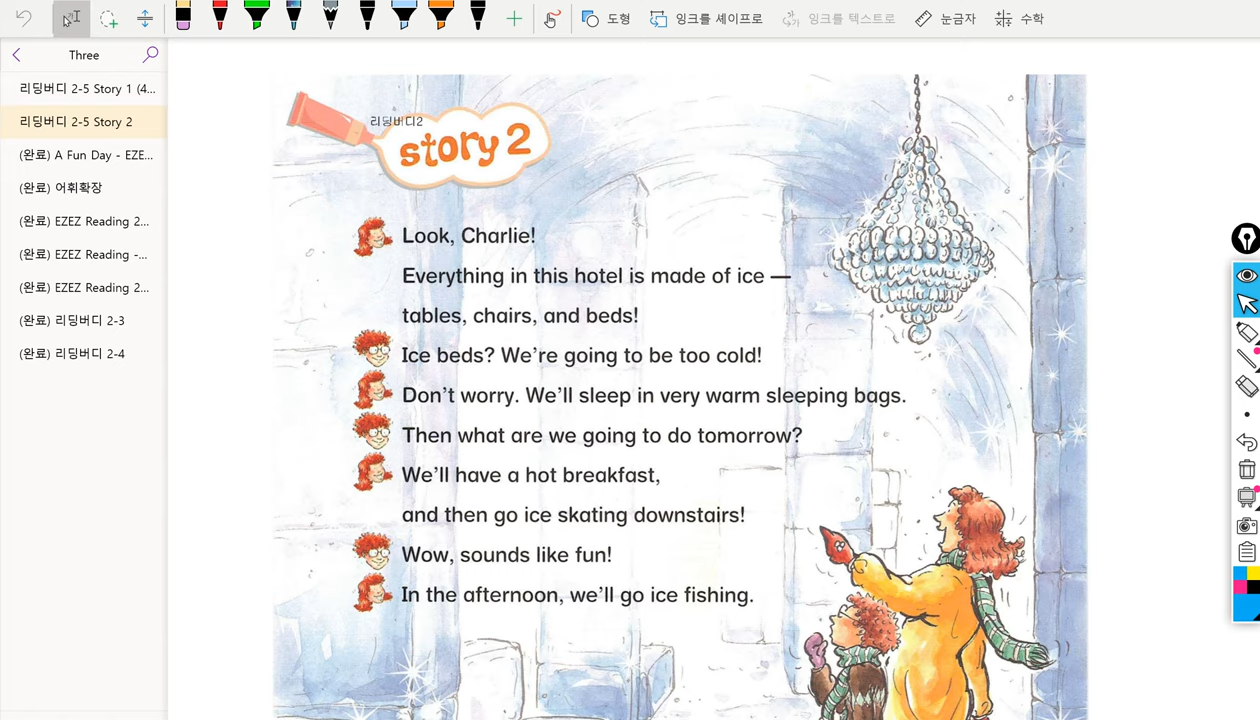 도형
잉크를 셰이프로
잉크를 텍스트로
눈금자
수학
Three
리딩버디 2-5 Story 1 (4...
리딩버디 2-5 Story 2
(완료) A Fun Day - EZE...
(완료) 어휘확장
(완료) EZEZ Reading 2...
(완료) EZEZ Reading -...
(완료) EZEZ Reading 2...
(완료) 리딩버디 2-3
(완료) 리딩버디 2-4
리딩버디2
story 2
Look, Charlie!
Everything in this hotel is made of ice —
tables, chairs, and beds!
Ice beds? We're going to be too cold!
Don't worry. We'll sleep in very warm sleeping bags.
Then what are we going to do tomorrow?
We'll have a hot breakfast,
and then go ice skating downstairs!
Wow, sounds like fun!
In the afternoon, we'll go ice fishing.